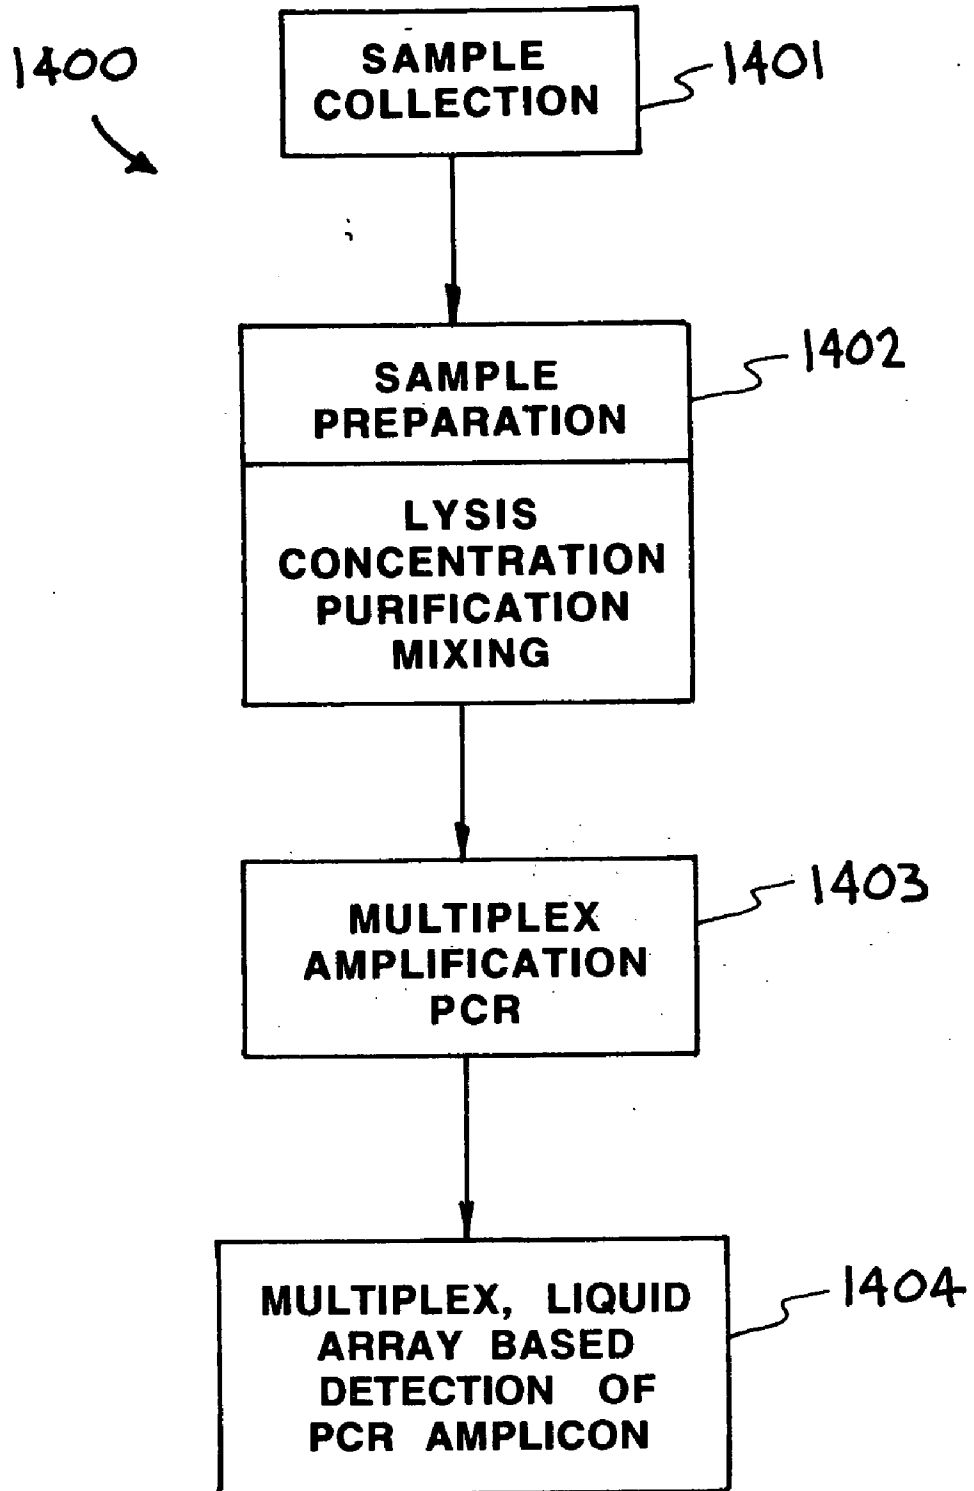 1400
SAMPLE
COLLECTION
1401
SAMPLE
PREPARATION
1402
LYSIS
CONCENTRATION
PURIFICATION
MIXING
MULTIPLEX
AMPLIFICATION
PCR
1403
MULTIPLEX, LIQUID
ARRAY BASED
DETECTION OF
PCR AMPLICON
1404